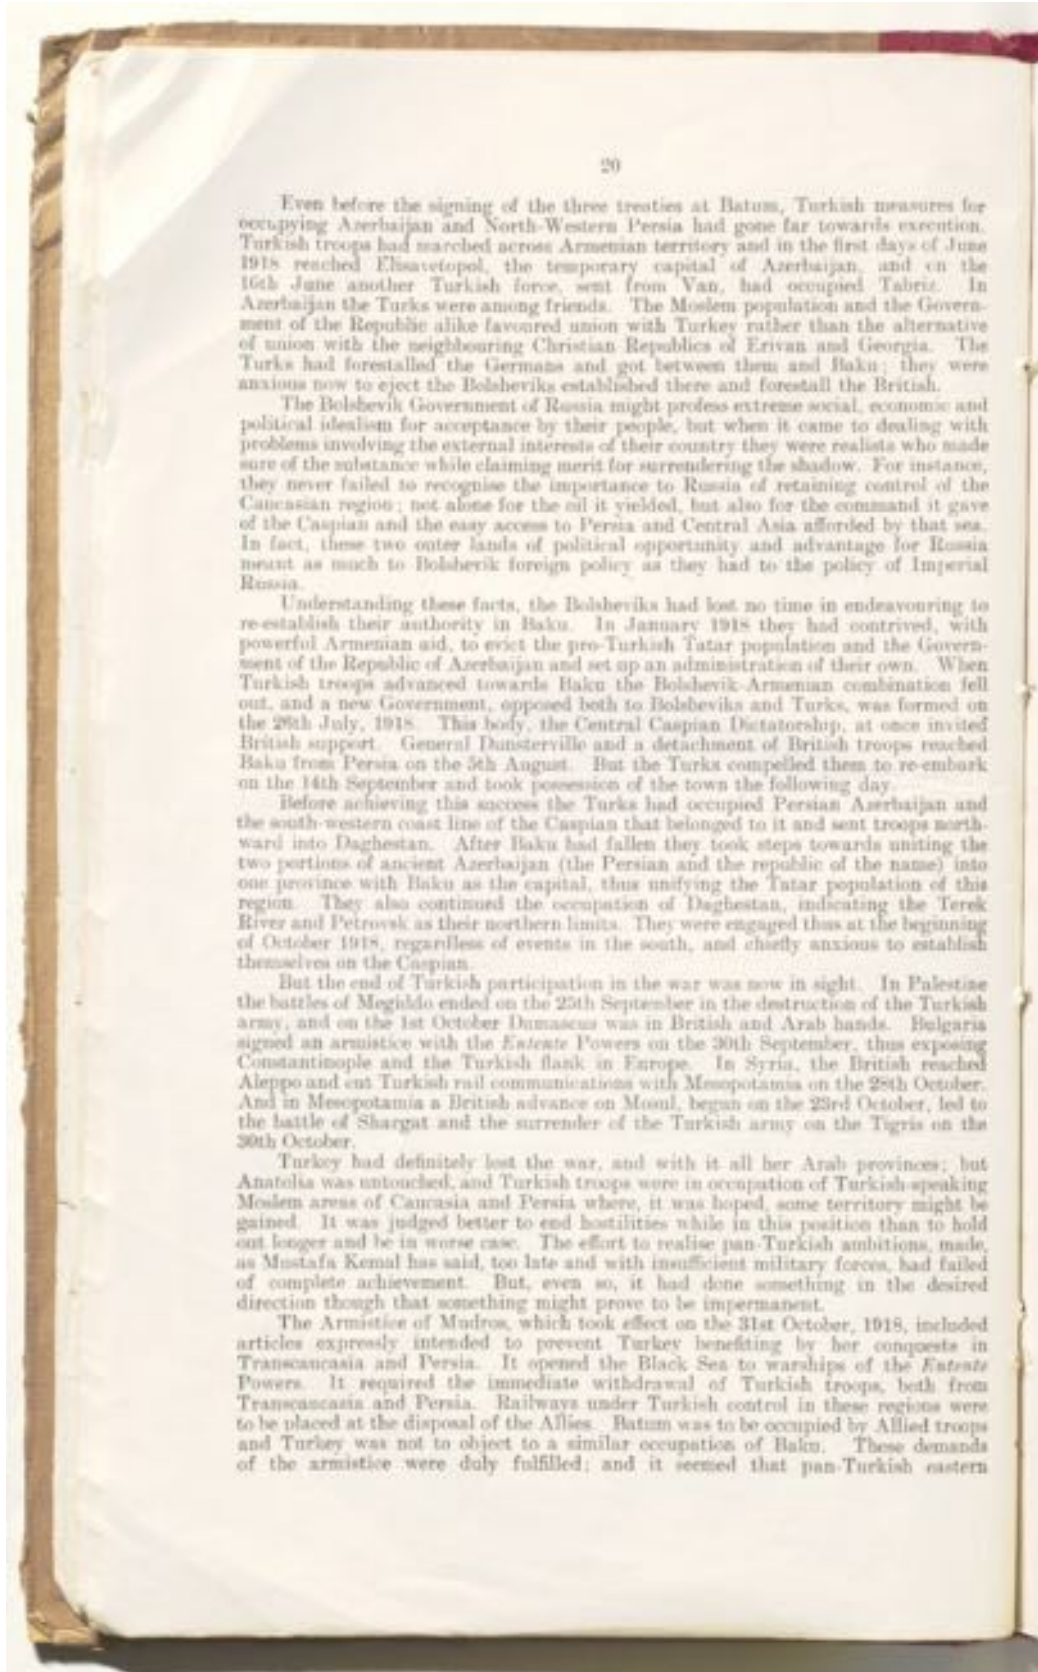 20
Even before the signing of the three treaties at Batum, Turkish measures for
occupying Azerbaijan and North-Western Persia had gone far towards execution.
Turkish troops had marched across Armenian territory and in the first days of June
1918 reached Elisavetopol, the temporary capital of Azerbaijan, and on the
16th June another Turkish force, sent from Van, had occupied Tabriz. In
Azerbaijan the Turks were among friends. The Moslem population and the Govern-
ment of the Republic alike favoured union with Turkey rather than the alternative
of union with the neighbouring Christian Republics of Erivan and Georgia. The
Turks had forestalled the Germans and got between them and Baku; they were
anxious now to eject the Bolsheviks established there and forestall the British.
The Bolshevik Government of Russia might profess extreme social, economic and
political idealism for acceptance by their people, but when it came to dealing with
problems involving the external interests of their country they were realists who made
sure of the substance while claiming merit for surrendering the shadow. For instance,
they never failed to recognise the importance to Russia of retaining control of the
Caucasian region; not alone for the oil it yielded, but also for the command it gave
of the Caspian and the easy access to Persia and Central Asia afforded by that sea.
In fact, these two outer lands of political opportunity and advantage for Russia
meant as much to Bolshevik foreign policy as they had to the policy of Imperial
Russia.
Understanding these facts, the Bolsheviks had lost no time in endeavouring to
re-establish their authority in Baku. In January 1918 they had contrived, with
powerful Armenian aid, to evict the pro-Turkish Tatar population and the Govern-
ment of the Republic of Azerbaijan and set up an administration of their own. When
Turkish troops advanced towards Baku the Bolshevik-Armenian combination fell
out, and a new Government, opposed both to Bolsheviks and Turks, was formed on
the 26th July, 1918. This body, the Central Caspian Dictatorship, at once invited
British support. General Dunsterville and a detachment of British troops reached
Baku from Persia on the 5th August. But the Turks compelled them to re-embark
on the 14th September and took possession of the town the following day.
Before achieving this success the Turks had occupied Persian Azerbaijan and
the south-western coast line of the Caspian that belonged to it and sent troops north-
ward into Daghestan. After Baku had fallen they took steps towards uniting the
two portions of ancient Azerbaijan (the Persian and the republic of the name) into
one province with Baku as the capital, thus unifying the Tatar population of this
region. They also continued the occupation of Daghestan, indicating the Terek
River and Petrovsk as their northern limits. They were engaged thus at the beginning
of October 1918, regardless of events in the south, and chiefly anxious to establish
themselves on the Caspian.
But the end of Turkish participation in the war was now in sight. In Palestine
the battles of Megiddo ended on the 25th September in the destruction of the Turkish
army, and on the 1st October Damascus was in British and Arab hands. Bulgaria
signed an armistice with the Entente Powers on the 30th September, thus exposing
Constantinople and the Turkish flank in Europe. In Syria, the British reached
Aleppo and cut Turkish rail communications with Mesopotamia on the 28th October.
And in Mesopotamia a British advance on Mosul, begun on the 23rd October, led to
the battle of Shargat and the surrender of the Turkish army on the Tigris on the
30th October.
Turkey had definitely lost the war, and with it all her Arab provinces; but
Anatolia was untouched, and Turkish troops were in occupation of Turkish-speaking
Moslem areas of Caucasia and Persia where, it was hoped, some territory might be
gained. It was judged better to end hostilities while in this position than to hold
out longer and be in worse case. The effort to realise pan-Turkish ambitions, made,
as Mustafa Kemal has said, too late and with insufficient military forces, had failed
of complete achievement. But, even so, it had done something in the desired
direction though that something might prove to be impermanent.
The Armistice of Mudros, which took effect on the 31st October, 1918, included
articles expressly intended to prevent Turkey benefiting by her conquests in
Transcaucasia and Persia. It opened the Black Sea to warships of the Entente
Powers. It required the immediate withdrawal of Turkish troops, both from
Transcaucasia and Persia. Railways under Turkish control in these regions were
to be placed at the disposal of the Allies. Batum was to be occupied by Allied troops
and Turkey was not to object to a similar occupation of Baku. These demands
of the armistice were duly fulfilled; and it seemed that pan-Turkish eastern